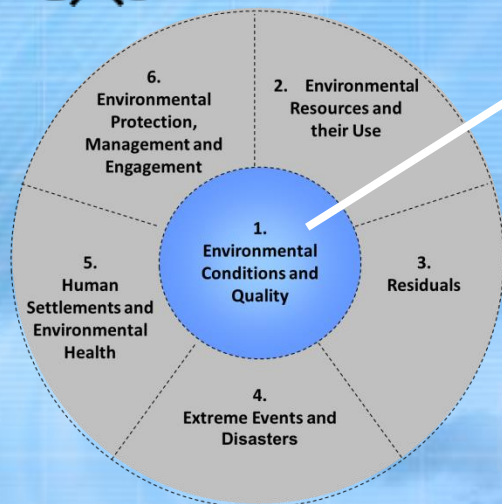 1.
Environmental
Conditions and
Quality
2. Environmental
Resources and
their Use
3.
Residuals
4.
Extreme Events and
Disasters
5.
Human
Settlements and
Environmental
Health
6.
Environmental
Protection,
Management and
Engagement